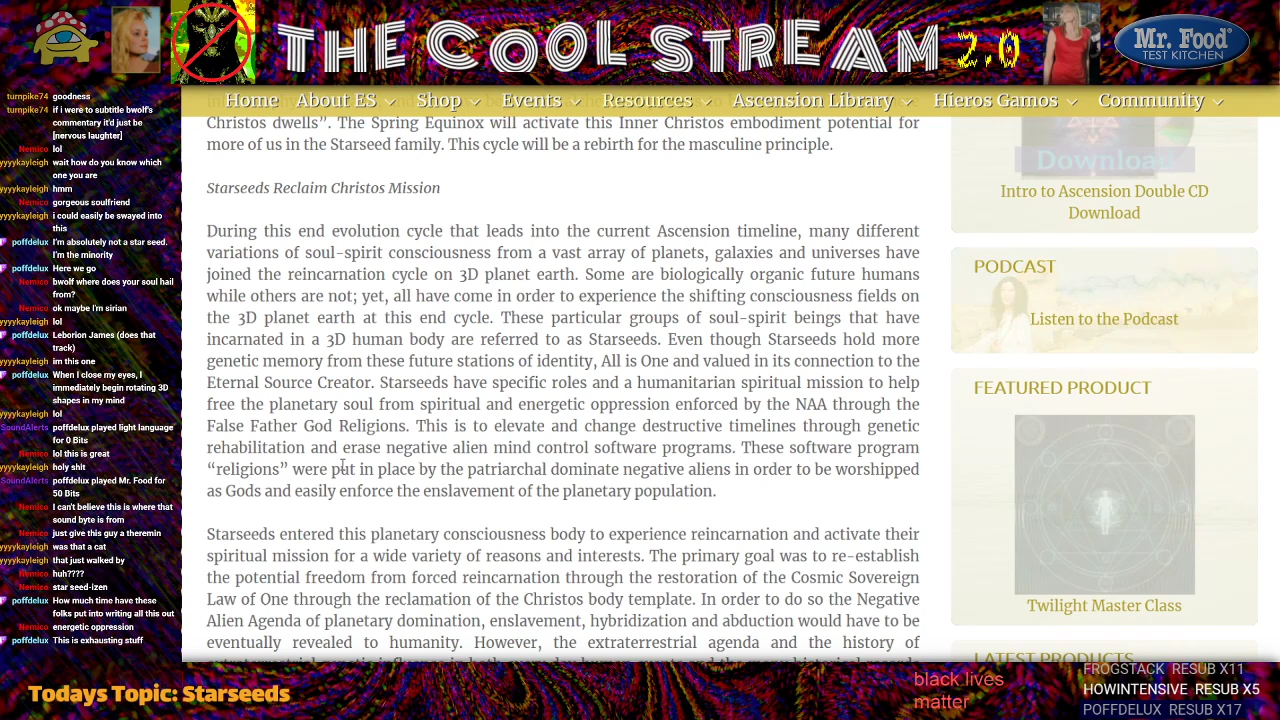 THE COOL STREAM 2.0
Mr. Food
TEST KITCHEN
Home About ES Shop Events Resources Ascension Library Hieros Gamos Community
turnpike74 goodness
turnpike74 if i were to subtitle bwolf's
commentary it'd just be
[nervous laughter]
Nemico lol
yyyykayleigh wait how do you know which
one you are
yyyykayleigh hmm
Nemico gorgeous soulfriend
yyyykayleigh i could easily be swayed into
this
poffdelux I'm absolutely not a star seed.
I'm the minority
poffdelux Here we go
Nemico bwolf where does your soul hail
from?
Nemico ok maybe I'm sirian
yyyykayleigh lol
poffdelux Leborion James (does that
track)
yyyykayleigh im this one
poffdelux When I close my eyes, I
immediately begin rotating 3D
shapes in my mind
yyyykayleigh lol
SoundAlerts poffdelux played light language
for 0 Bits
Nemico lol this is great
yyyykayleigh holy shit
SoundAlerts poffdelux played Mr. Food for
50 Bits
Nemico I can't believe this is where that
sound byte is from
Nemico just give this guy a theremin
yyyykayleigh was that a cat
yyyykayleigh that just walked by
Nemico huh????
Nemico star seed-izen
poffdelux How much time have these
folks put into writing all this out
Nemico energetic oppression
poffdelux This is exhausting stuff
Christos dwells”. The Spring Equinox will activate this Inner Christos embodiment potential for
more of us in the Starseed family. This cycle will be a rebirth for the masculine principle.
Starseeds Reclaim Christos Mission
During this end evolution cycle that leads into the current Ascension timeline, many different
variations of soul-spirit consciousness from a vast array of planets, galaxies and universes have
joined the reincarnation cycle on 3D planet earth. Some are biologically organic future humans
while others are not; yet, all have come in order to experience the shifting consciousness fields on
the 3D planet earth at this end cycle. These particular groups of soul-spirit beings that have
incarnated in a 3D human body are referred to as Starseeds. Even though Starseeds hold more
genetic memory from these future stations of identity, All is One and valued in its connection to the
Eternal Source Creator. Starseeds have specific roles and a humanitarian spiritual mission to help
free the planetary soul from spiritual and energetic oppression enforced by the NAA through the
False Father God Religions. This is to elevate and change destructive timelines through genetic
rehabilitation and erase negative alien mind control software programs. These software program
“religions” were put in place by the patriarchal dominate negative aliens in order to be worshipped
as Gods and easily enforce the enslavement of the planetary population.
Starseeds entered this planetary consciousness body to experience reincarnation and activate their
spiritual mission for a wide variety of reasons and interests. The primary goal was to re-establish
the potential freedom from forced reincarnation through the restoration of the Cosmic Sovereign
Law of One through the reclamation of the Christos body template. In order to do so the Negative
Alien Agenda of planetary domination, enslavement, hybridization and abduction would have to be
eventually revealed to humanity. However, the extraterrestrial agenda and the history of
Download
Intro to Ascension Double CD
Download
PODCAST
Listen to the Podcast
FEATURED PRODUCT
Twilight Master Class
LATEST PRODUCTS
Todays Topic: Starseeds
black lives
matter
FROGSTACK RESUB X11
HOWINTENSIVE RESUB X5
POFFDELUX RESUB X17